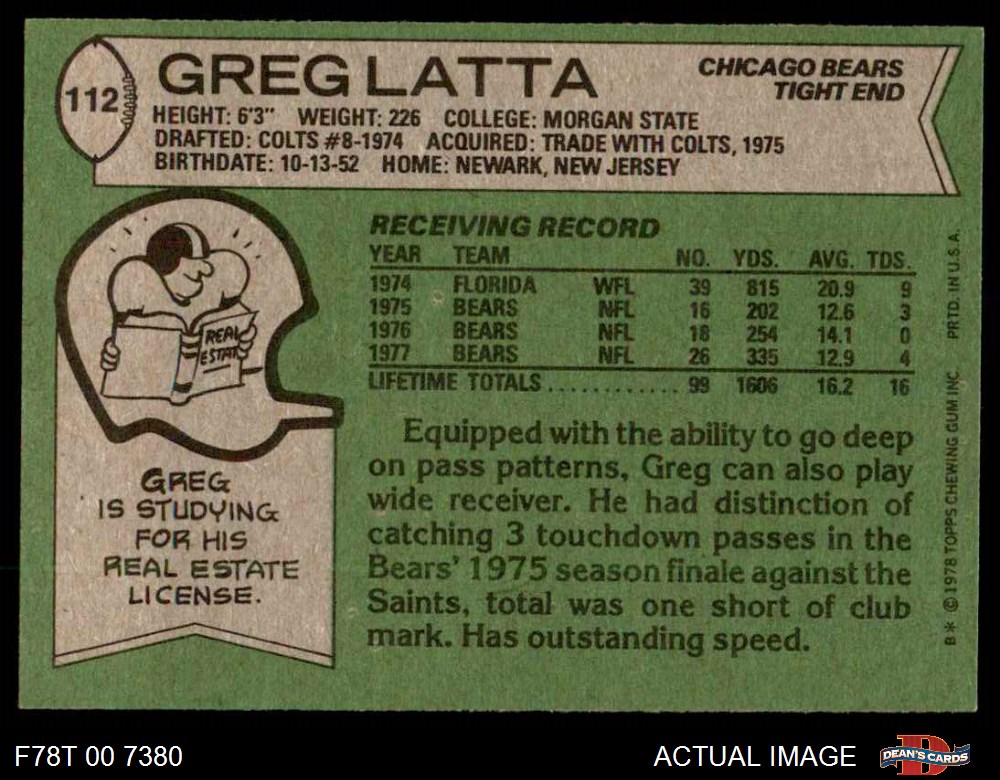 112
GREG LATTA
CHICAGO BEARS
TIGHT END
HEIGHT: 6'3" WEIGHT: 226 COLLEGE: MORGAN STATE
DRAFTED: COLTS #8-1974 ACQUIRED: TRADE WITH COLTS, 1975
BIRTHDATE: 10-13-52 HOME: NEWARK, NEW JERSEY
REAL
ESTATE
GREG
IS STUDYING
FOR HIS
REAL ESTATE
LICENSE.
RECEIVING RECORD
YEAR TEAM NO. YDS. AVG. TDS.
1974 FLORIDA WFL 39 815 20.9 9
1975 BEARS NFL 16 202 12.6 3
1976 BEARS NFL 18 254 14.1 0
1977 BEARS NFL 26 335 12.9 4
LIFETIME TOTALS ........... 99 1606 16.2 16
Equipped with the ability to go deep
on pass patterns, Greg can also play
wide receiver. He had distinction of
catching 3 touchdown passes in the
Bears' 1975 season finale against the
Saints, total was one short of club
mark. Has outstanding speed.
B* © 1978 TOPPS CHEWING GUM INC. PRTD. IN U.S.A.
F78T 00 7380
ACTUAL IMAGE
DEAN'S CARDS